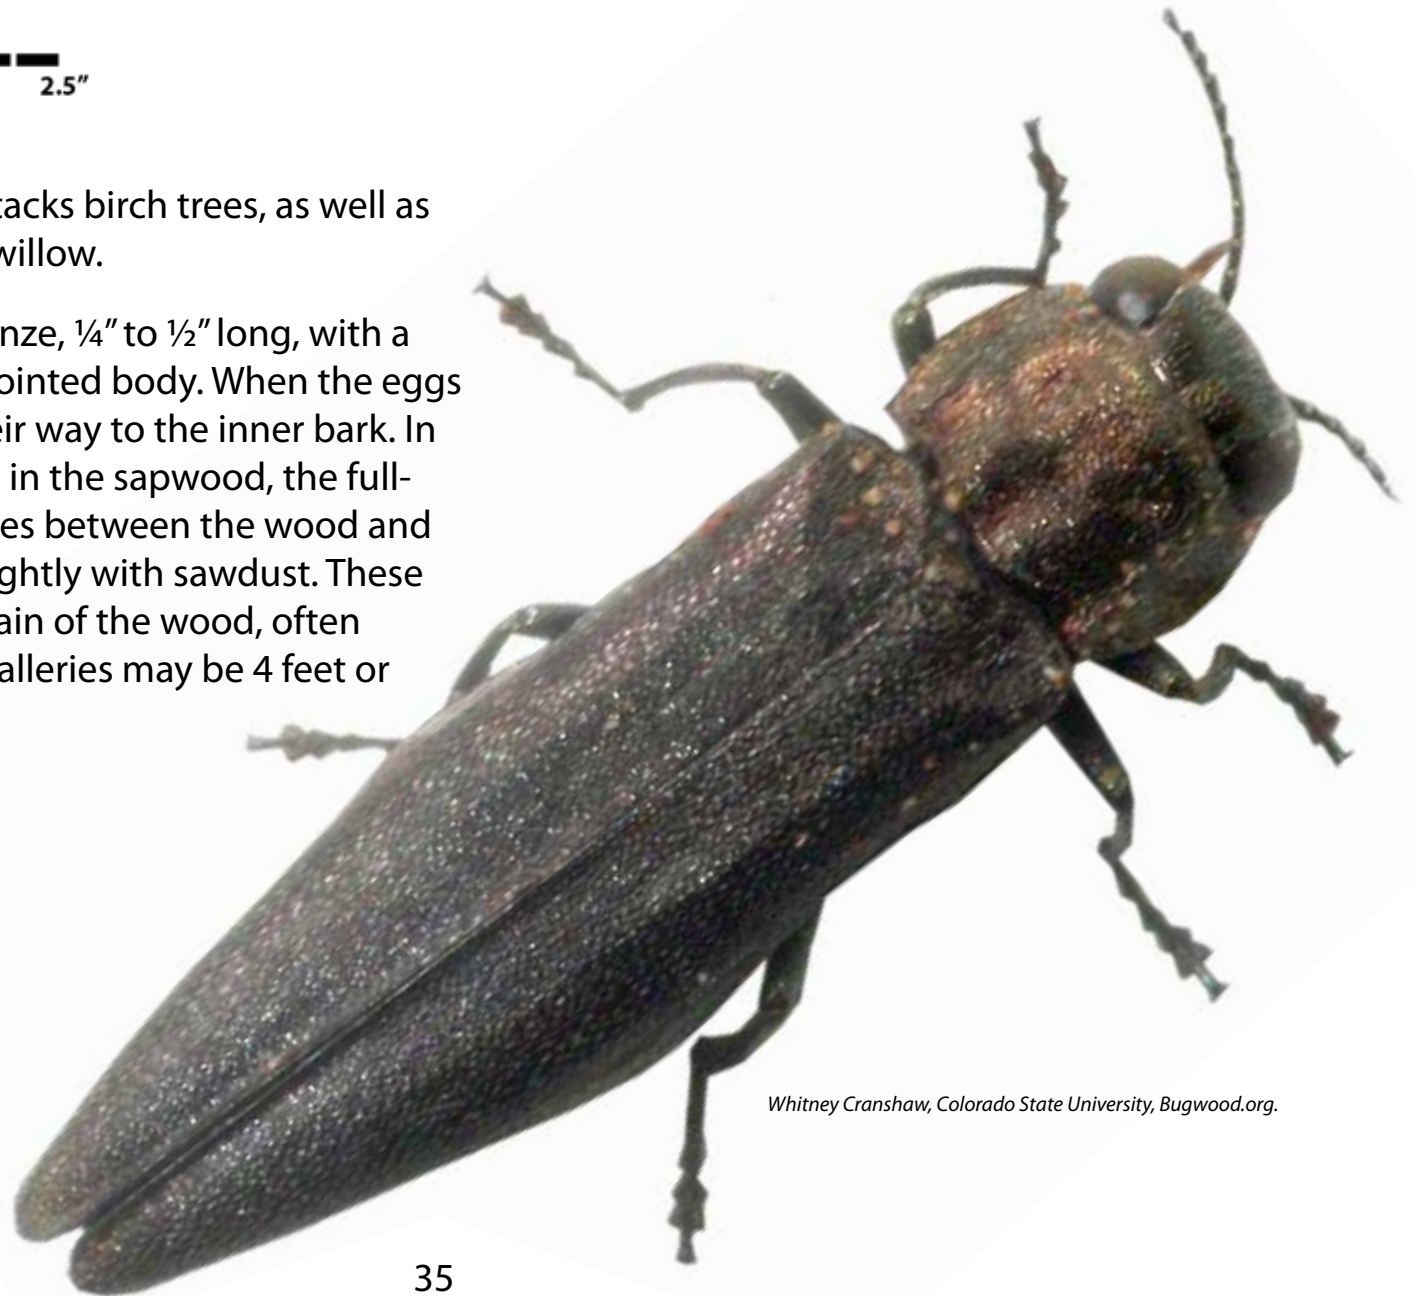 2.5″
tacks birch trees, as well as
willow.
nze, ¼″ to ½″ long, with a
ointed body. When the eggs
eir way to the inner bark. In
in the sapwood, the full-
es between the wood and
ghtly with sawdust. These
ain of the wood, often
alleries may be 4 feet or
Whitney Cranshaw, Colorado State University, Bugwood.org.
35